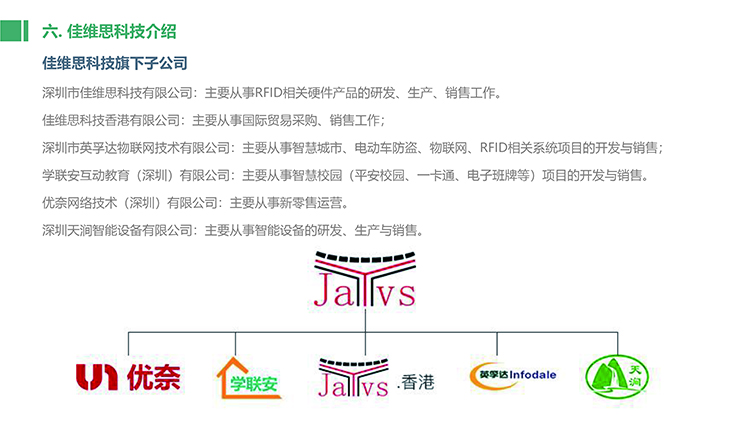 六. 佳维思科技介绍
佳维思科技旗下子公司
深圳市佳维思科技有限公司：主要从事RFID相关硬件产品的研发、生产、销售工作。
佳维思科技香港有限公司：主要从事国际贸易采购、销售工作；
深圳市英孚达物联网技术有限公司：主要从事智慧城市、电动车防盗、物联网、RFID相关系统项目的开发与销售；
学联安互动教育（深圳）有限公司：主要从事智慧校园（平安校园、一卡通、电子班牌等）项目的开发与销售。
优奈网络技术（深圳）有限公司：主要从事新零售运营。
深圳天涧智能设备有限公司：主要从事智能设备的研发、生产与销售。
JaYvs
优奈
学联安
JaYvs .香港
英孚达 Infodale
天涧